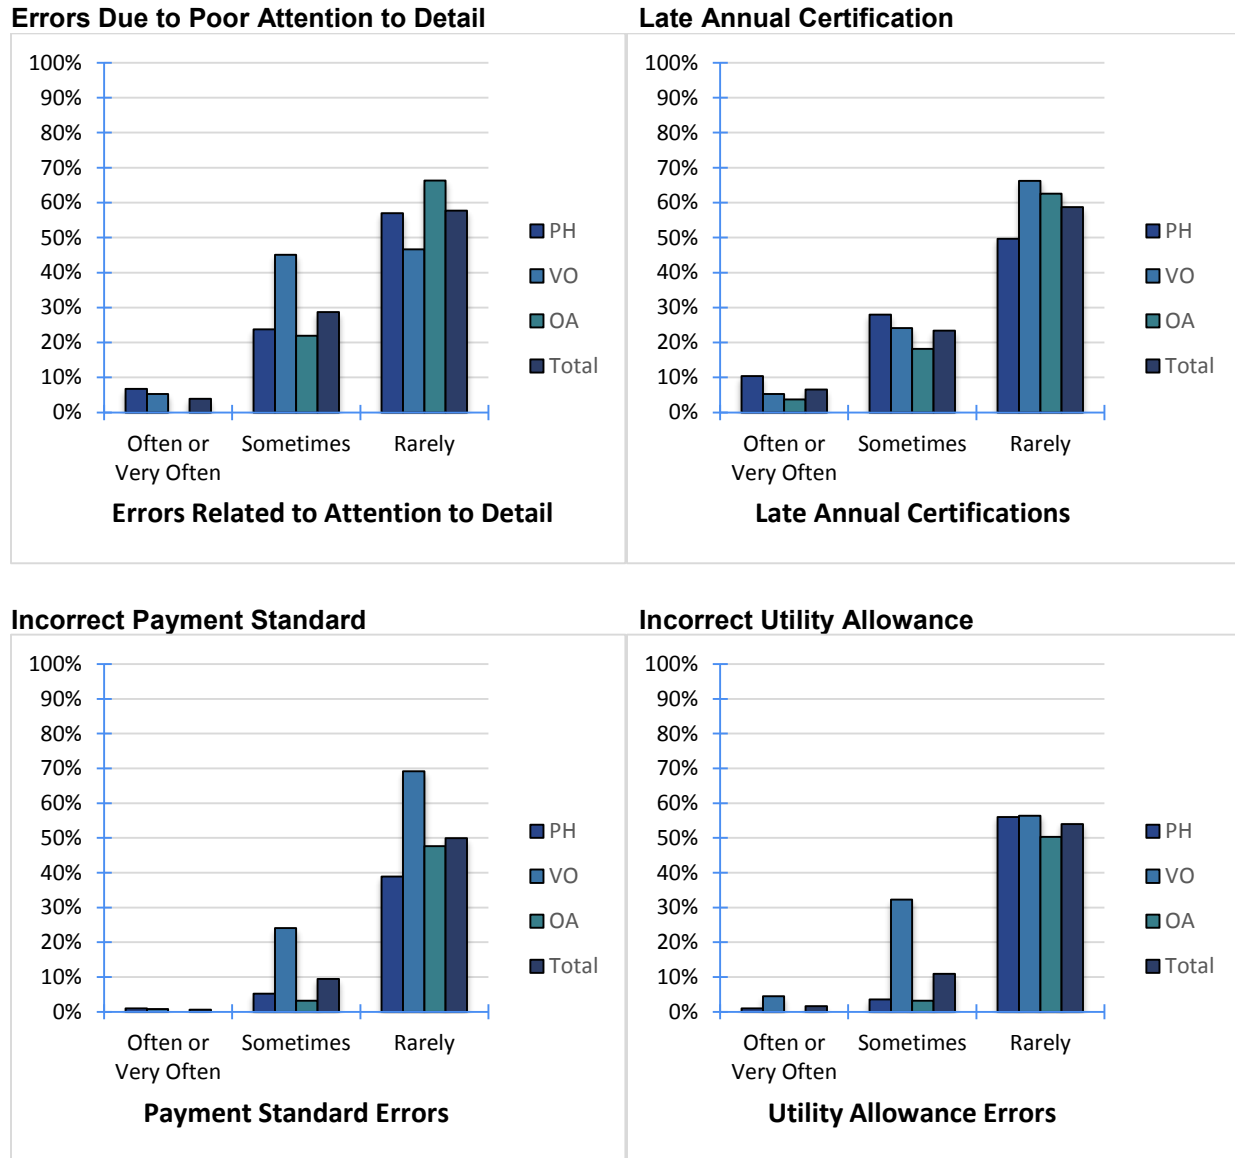 Errors Due to Poor Attention to Detail
100%
90%
80%
70%
60%
50%
40%
30%
20%
10%
0%
Often or
Very Often
Sometimes
Rarely
PH
VO
OA
Total
Errors Related to Attention to Detail
Late Annual Certification
100%
90%
80%
70%
60%
50%
40%
30%
20%
10%
0%
Often or
Very Often
Sometimes
Rarely
PH
VO
OA
Total
Late Annual Certifications
Incorrect Payment Standard
100%
90%
80%
70%
60%
50%
40%
30%
20%
10%
0%
Often or
Very Often
Sometimes
Rarely
PH
VO
OA
Total
Payment Standard Errors
Incorrect Utility Allowance
100%
90%
80%
70%
60%
50%
40%
30%
20%
10%
0%
Often or
Very Often
Sometimes
Rarely
PH
VO
OA
Total
Utility Allowance Errors